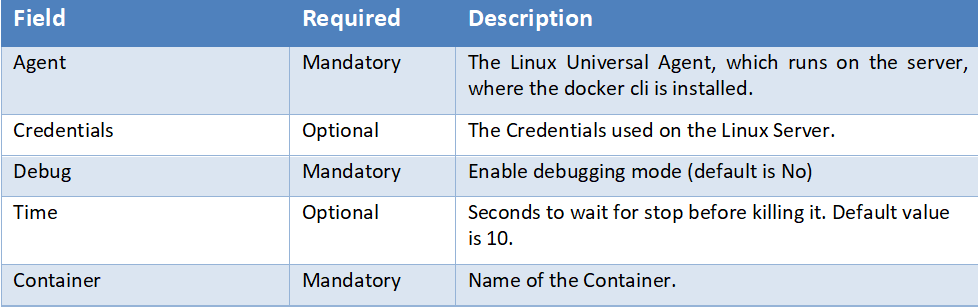 Field Required Description
Agent Mandatory The Linux Universal Agent, which runs on the server,
where the docker cli is installed.
Credentials Optional The Credentials used on the Linux Server.
Debug Mandatory Enable debugging mode (default is No)
Time Optional Seconds to wait for stop before killing it. Default value
is 10.
Container Mandatory Name of the Container.